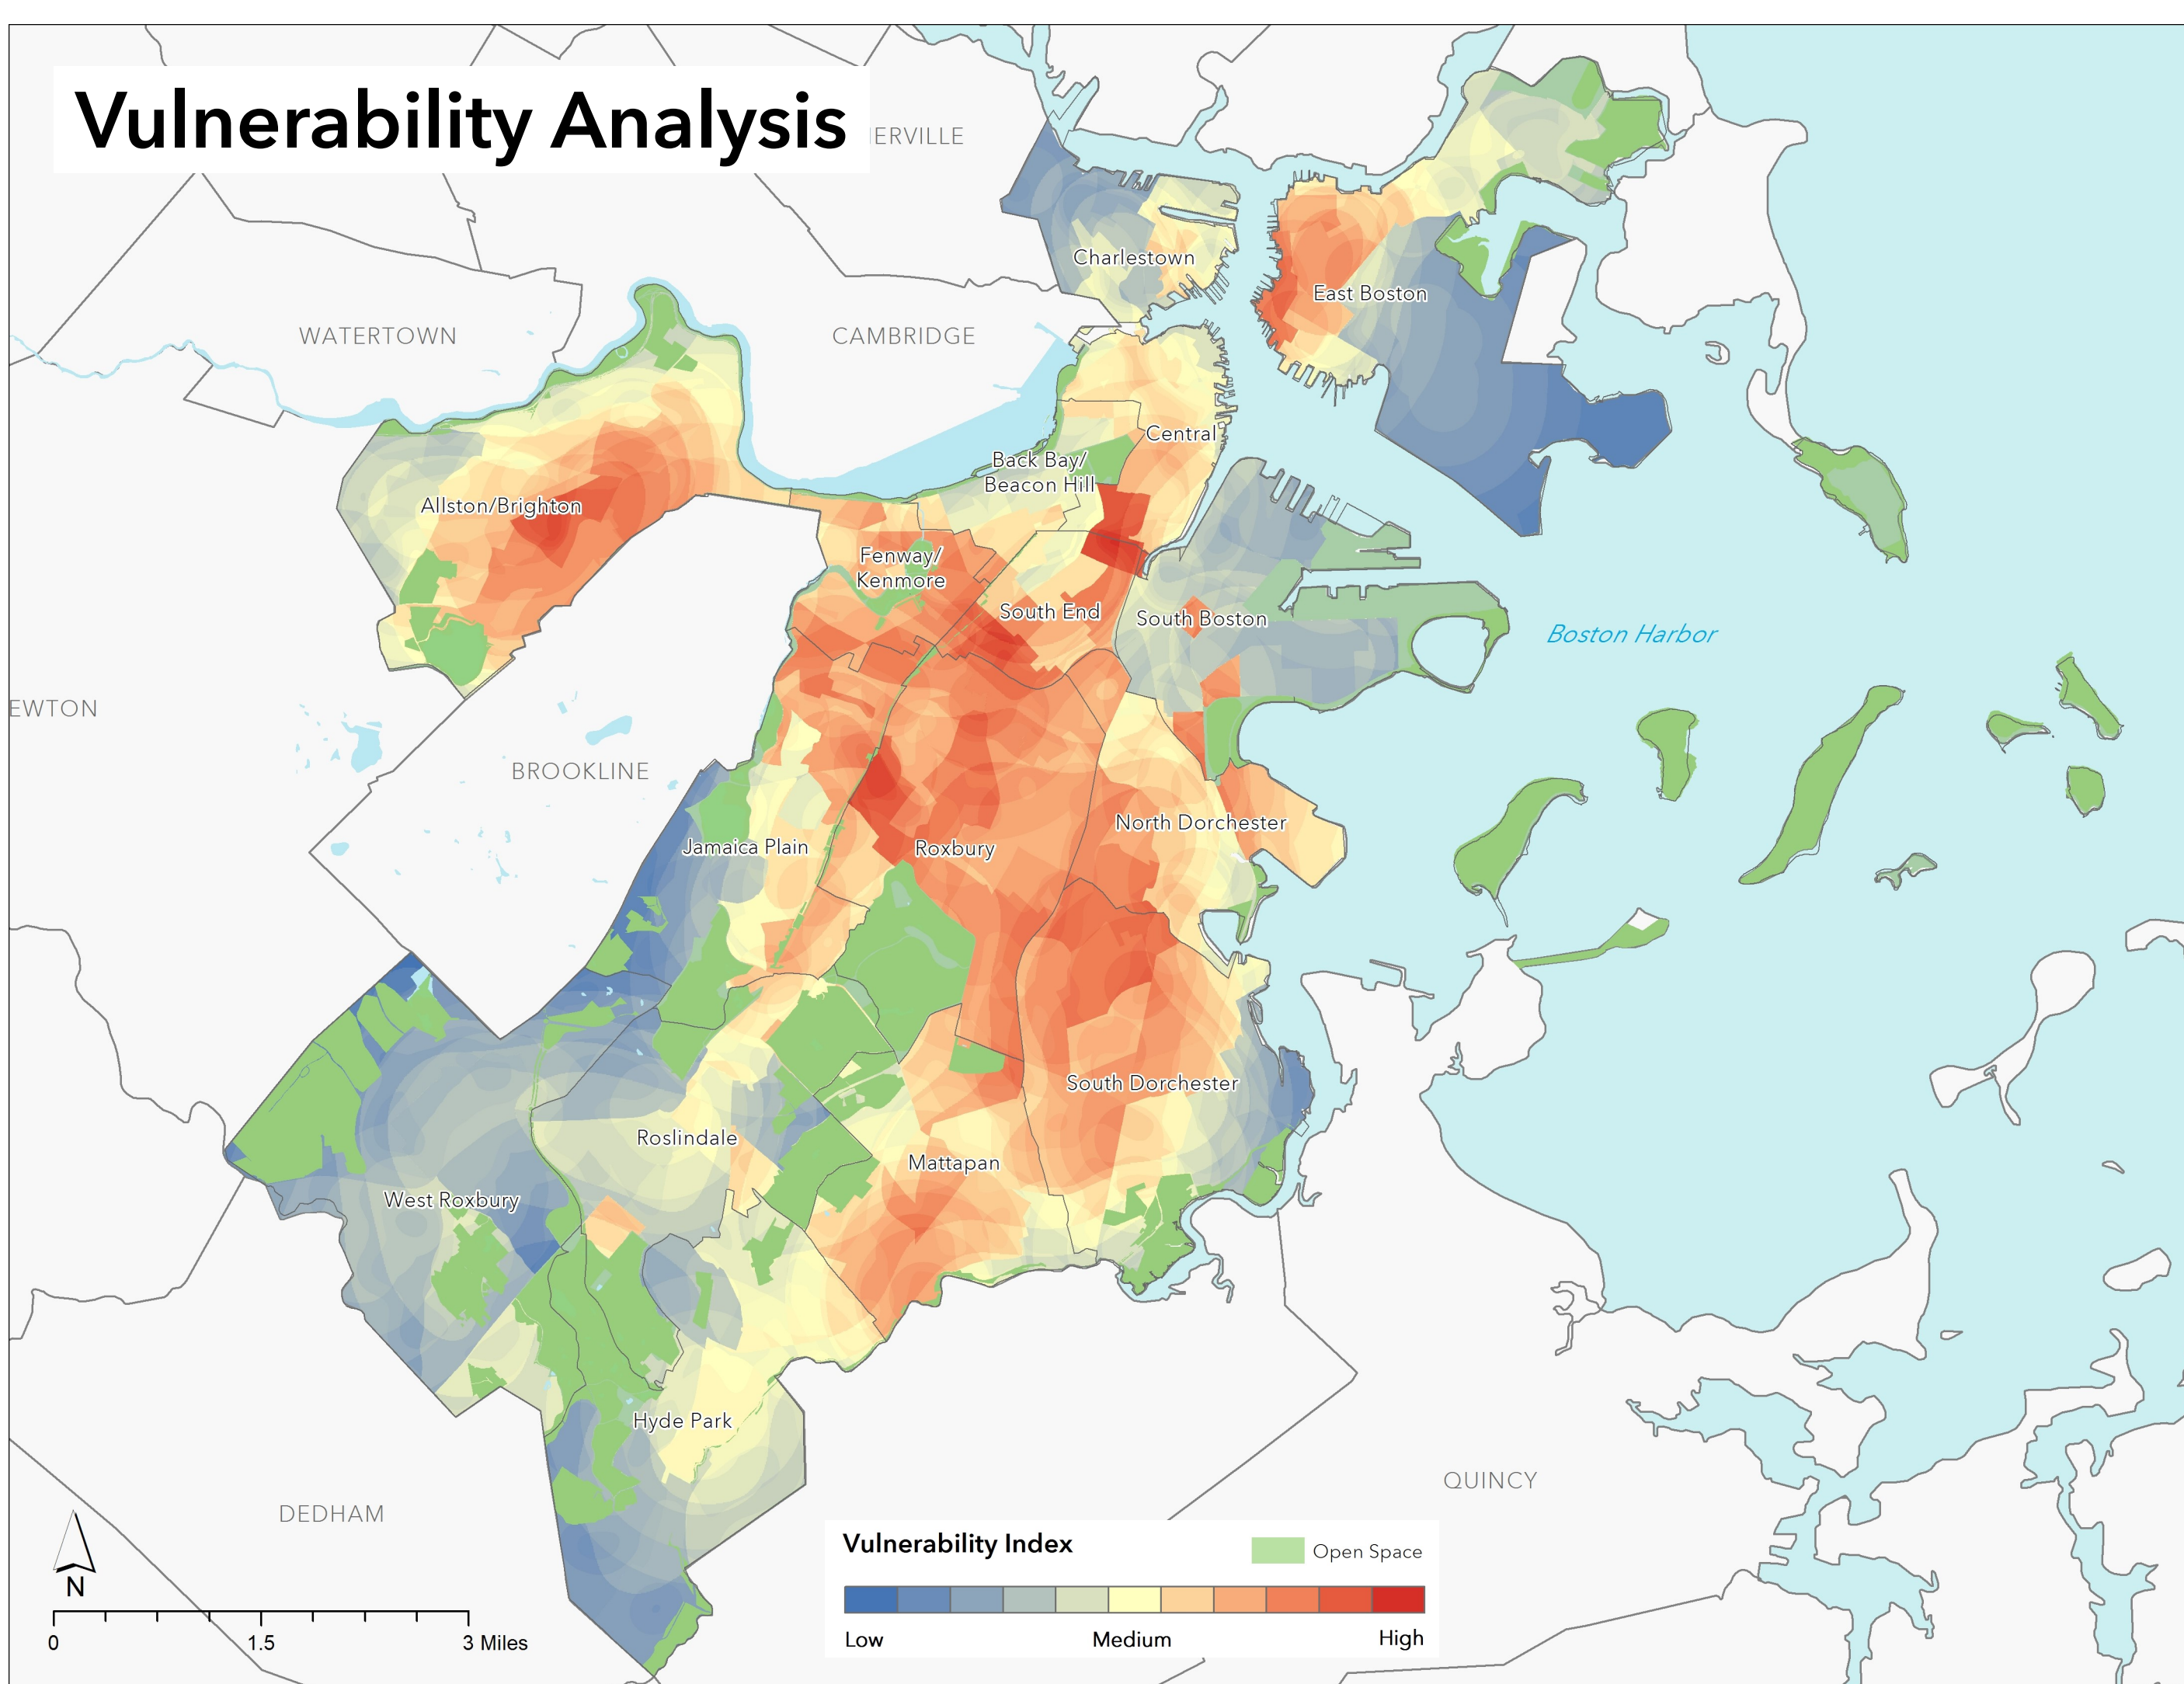 Vulnerability Analysis
ERVILLE
WATERTOWN
CAMBRIDGE
Charlestown
East Boston
Central
Back Bay/
Beacon Hill
Allston/Brighton
Fenway/
Kenmore
South End
South Boston
Boston Harbor
EWTON
BROOKLINE
North Dorchester
Jamaica Plain
Roxbury
South Dorchester
Roslindale
Mattapan
West Roxbury
Hyde Park
QUINCY
DEDHAM
N
0 1.5 3 Miles
Vulnerability Index
Open Space
Low Medium High